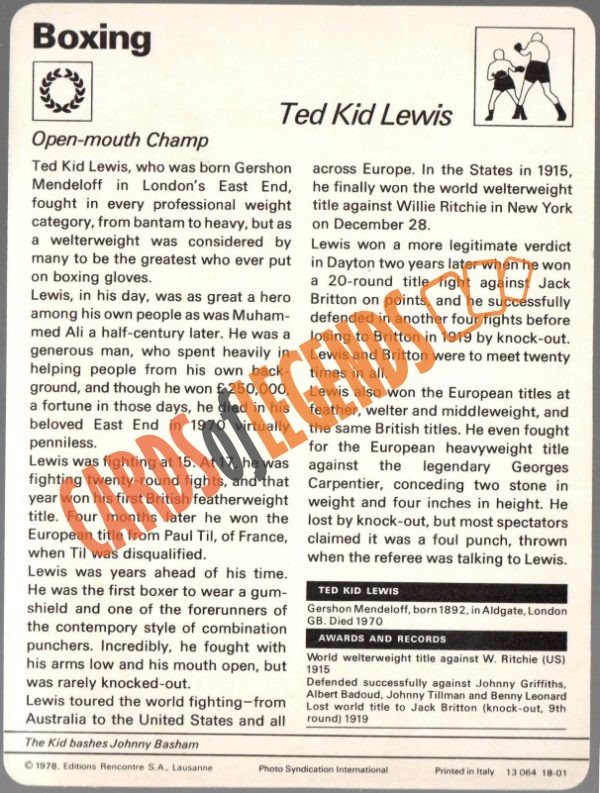 Boxing
Ted Kid Lewis
Open-mouth Champ
Ted Kid Lewis, who was born Gershon
Mendeloff in London's East End,
fought in every professional weight
category, from bantam to heavy, but as
a welterweight was considered by
many to be the greatest who ever put
on boxing gloves.
Lewis, in his day, was as great a hero
among his own people as was Muham-
med Ali a half-century later. He was a
generous man, who spent heavily in
helping people from his own back-
ground, and though he won £250,000,
a fortune in those days, he died in his
beloved East End in 1970 virtually
penniless.
Lewis was fighting at 15. At 17, he was
fighting twenty-round fights, and that
year won his first British featherweight
title. Four months later he won the
European title from Paul Til, of France,
when Til was disqualified.
Lewis was years ahead of his time.
He was the first boxer to wear a gum-
shield and one of the forerunners of
the contempory style of combination
punchers. Incredibly, he fought with
his arms low and his mouth open, but
was rarely knocked-out.
Lewis toured the world fighting—from
Australia to the United States and all
across Europe. In the States in 1915,
he finally won the world welterweight
title against Willie Ritchie in New York
on December 28.
Lewis won a more legitimate verdict
in Dayton two years later when he won
a 20-round title fight against Jack
Britton on points, and he successfully
defended in another four fights before
losing to Britton in 1919 by knock-out.
Lewis and Britton were to meet twenty
times in all.
Lewis also won the European titles at
feather, welter and middleweight, and
the same British titles. He even fought
for the European heavyweight title
against the legendary Georges
Carpentier, conceding two stone in
weight and four inches in height. He
lost by knock-out, but most spectators
claimed it was a foul punch, thrown
when the referee was talking to Lewis.
TED KID LEWIS
Gershon Mendeloff, born 1892, in Aldgate, London
GB. Died 1970
AWARDS AND RECORDS
World welterweight title against W. Ritchie (US)
1915
Defended successfully against Johnny Griffiths,
Albert Badoud, Johnny Tillman and Benny Leonard
Lost world title to Jack Britton (knock-out, 9th
round) 1919
The Kid bashes Johnny Basham
© 1978, Editions Rencontre S.A., Lausanne
Photo Syndication International
Printed in Italy 13 064 18-01
CARDS of LEGENDS